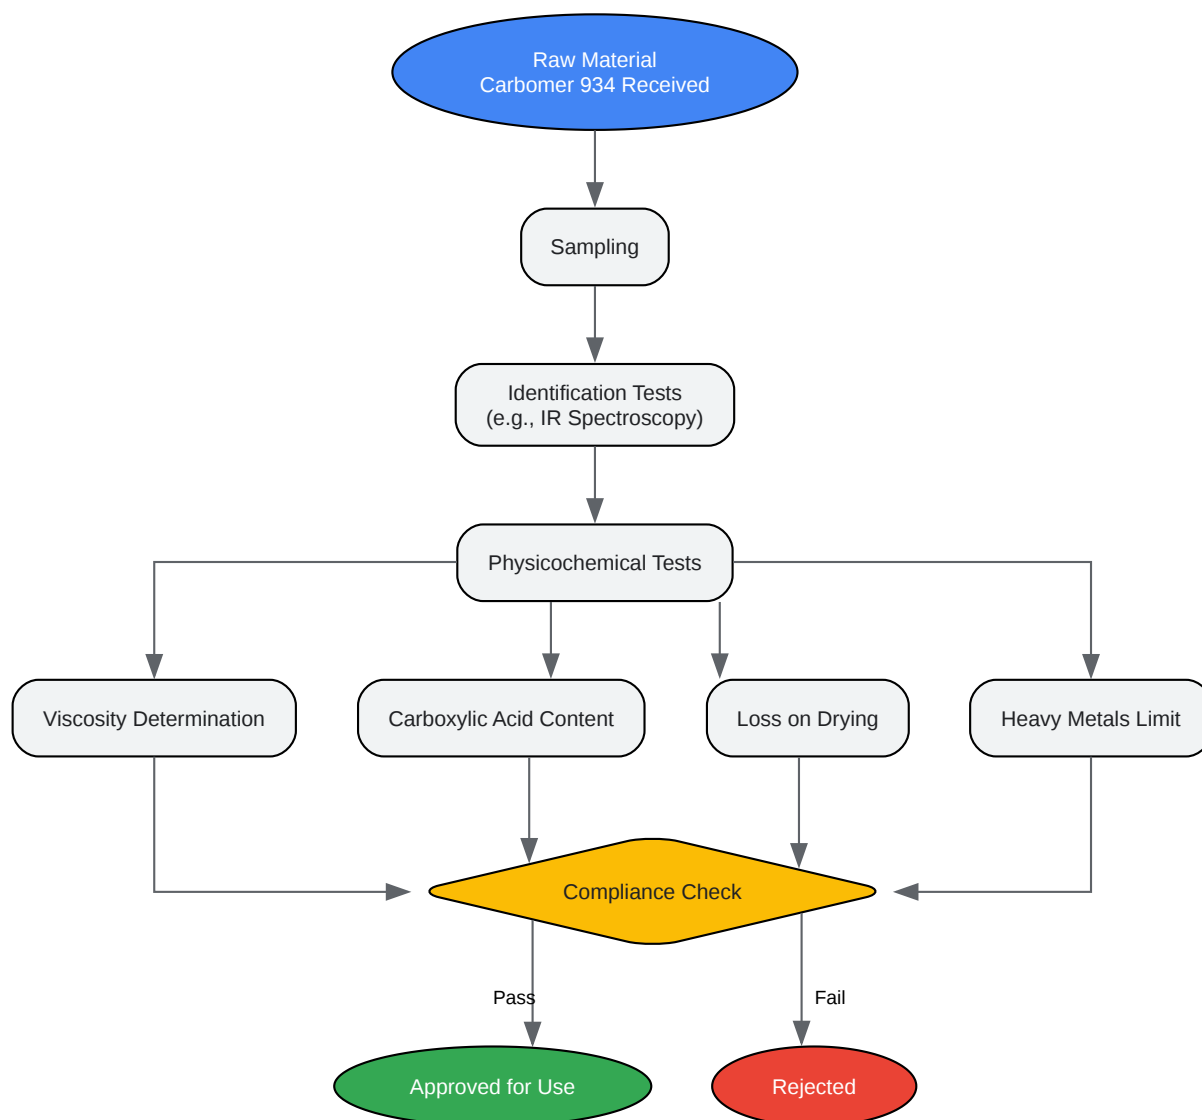 Raw Material
Carbomer 934 Received
Sampling
Identification Tests
(e.g., IR Spectroscopy)
Physicochemical Tests
Viscosity Determination
Carboxylic Acid Content
Loss on Drying
Heavy Metals Limit
Compliance Check
Pass
Fail
Approved for Use
Rejected